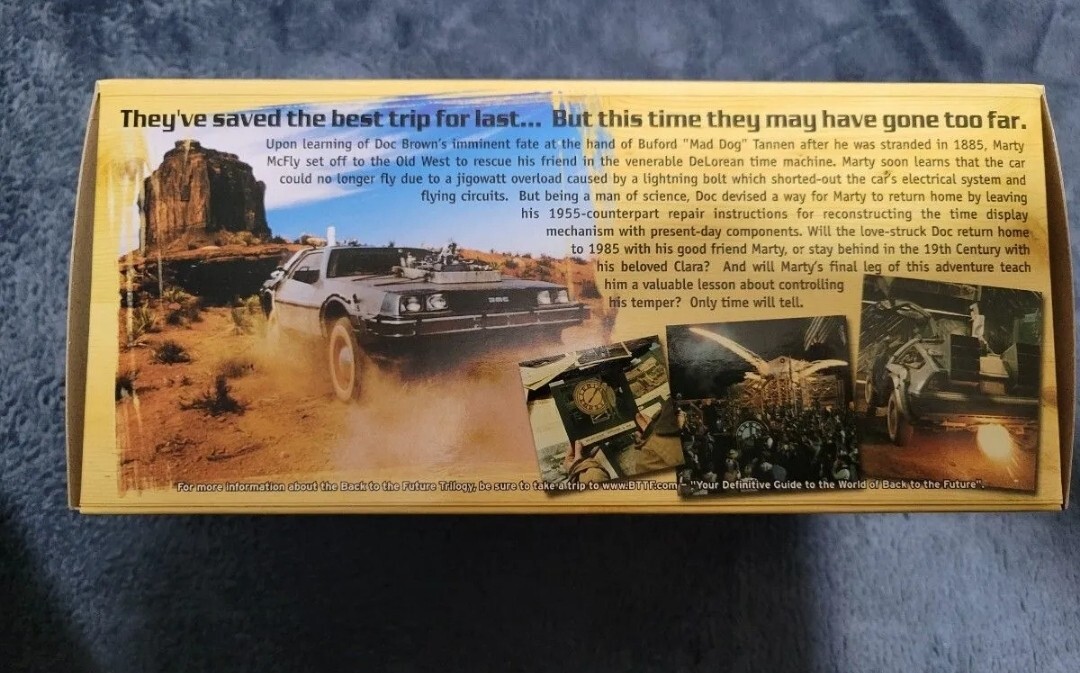 They've saved the best trip for last... But this time they may have gone too far.
Upon learning of Doc Brown's imminent fate at the hand of Buford "Mad Dog" Tannen after he was stranded in 1885, Marty
McFly set off to the Old West to rescue his friend in the venerable DeLorean time machine. Marty soon learns that the car
could no longer fly due to a jigowatt overload caused by a lightning bolt which shorted-out the car's electrical system and
flying circuits. But being a man of science, Doc devised a way for Marty to return home by leaving
his 1955-counterpart repair instructions for reconstructing the time display
mechanism with present-day components. Will the love-struck Doc return home
to 1985 with his good friend Marty, or stay behind in the 19th Century with
his beloved Clara? And will Marty's final leg of this adventure teach
him a valuable lesson about controlling
his temper? Only time will tell.
DMC
For more information about the Back to the Future Trilogy, be sure to take a trip to www.BTTF.com - "Your Definitive Guide to the World of Back to the Future".